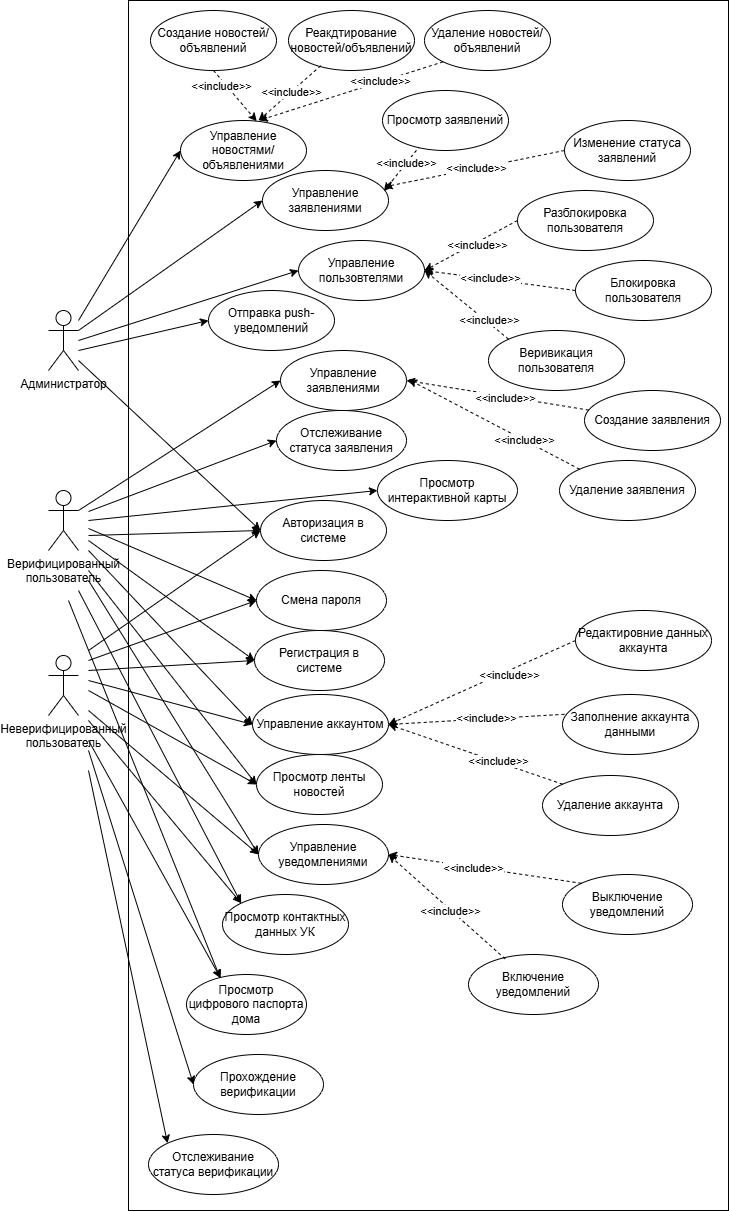 Создание новостей/
объявлений
Реакдтирование
новостей/объявлений
Удаление новостей/
объявлений
<<include>>
<<include>>
<<include>>
Управление
новостями/
объявлениями
Просмотр заявлений
Изменение статуса
заявлений
<<include>>
<<include>>
Управление
заявлениями
Разблокировка
пользователя
<<include>>
Управление
пользовтелями
<<include>>
Блокировка
пользователя
Отправка push-
уведомлений
<<include>>
Веривикация
пользователя
Администратор
Управление
заявлениями
<<include>>
Создание заявления
Отслеживание
статуса заявления
<<include>>
Удаление заявления
Просмотр
интерактивной карты
Авторизация в
системе
Верифицированный
пользователь
Смена пароля
Регистрация в
системе
Редактировние данных
аккаунта
<<include>>
Неверифицированный
пользователь
Управление аккаунтом
<<include>>
Заполнение аккаунта
данными
<<include>>
Просмотр ленты
новостей
Удаление аккаунта
Управление
уведомлениями
<<include>>
Выключение
уведомлений
<<include>>
Просмотр контактных
данных УК
Включение
уведомлений
Просмотр
цифрового паспорта
дома
Прохождение
верификации
Отслеживание
статуса верификации